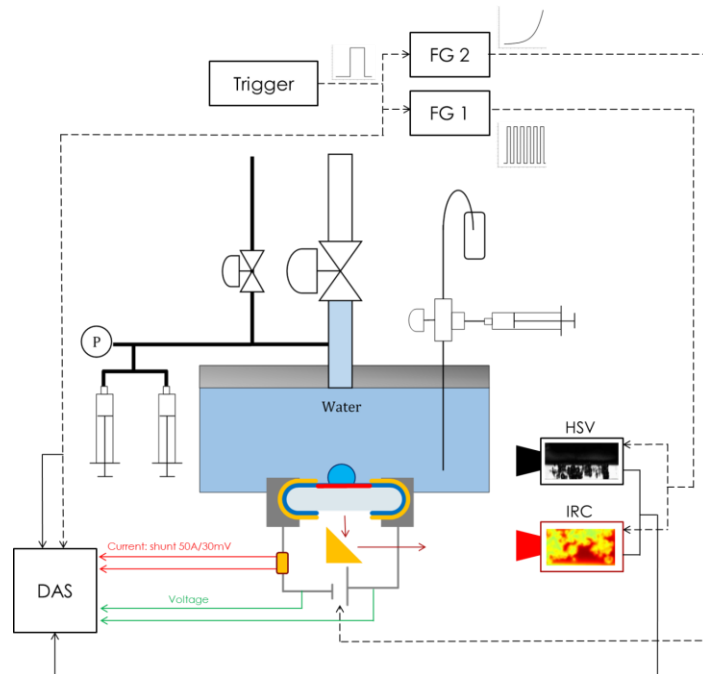 Trigger
FG 2
FG 1
P
Water
HSV
IRC
Current: shunt 50A/30mV
DAS
Voltage